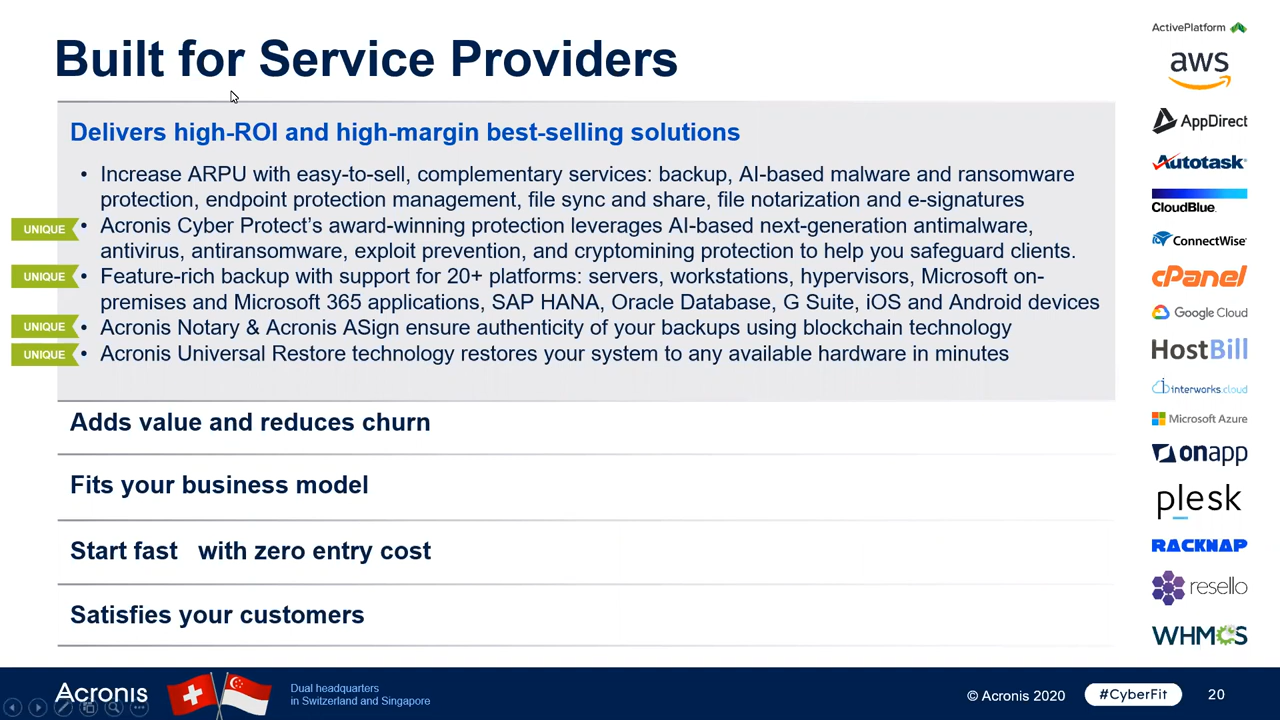 Built for Service Providers
Delivers high-ROI and high-margin best-selling solutions
• Increase ARPU with easy-to-sell, complementary services: backup, AI-based malware and ransomware
protection, endpoint protection management, file sync and share, file notarization and e-signatures
UNIQUE • Acronis Cyber Protect’s award-winning protection leverages AI-based next-generation antimalware,
antivirus, antiransomware, exploit prevention, and cryptomining protection to help you safeguard clients.
UNIQUE • Feature-rich backup with support for 20+ platforms: servers, workstations, hypervisors, Microsoft on-
premises and Microsoft 365 applications, SAP HANA, Oracle Database, G Suite, iOS and Android devices
UNIQUE • Acronis Notary & Acronis ASign ensure authenticity of your backups using blockchain technology
UNIQUE • Acronis Universal Restore technology restores your system to any available hardware in minutes
Adds value and reduces churn
Fits your business model
Start fast with zero entry cost
Satisfies your customers
ActivePlatform
aws
AppDirect
Autotask
CloudBlue
ConnectWise
cPanel
Google Cloud
HostBill
interworks.cloud
Microsoft Azure
onapp
plesk
RACKNAP
resello
WHMCS
Acronis
Dual headquarters
in Switzerland and Singapore
© Acronis 2020
#CyberFit
20